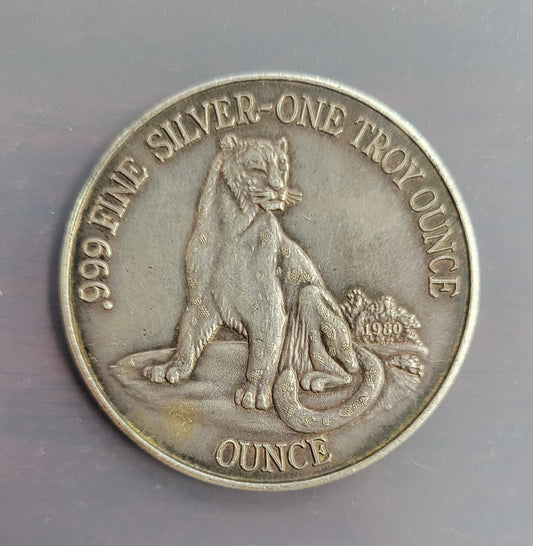 .999 FINE SILVER-ONE TROY OUNCE
1980
OUNCE